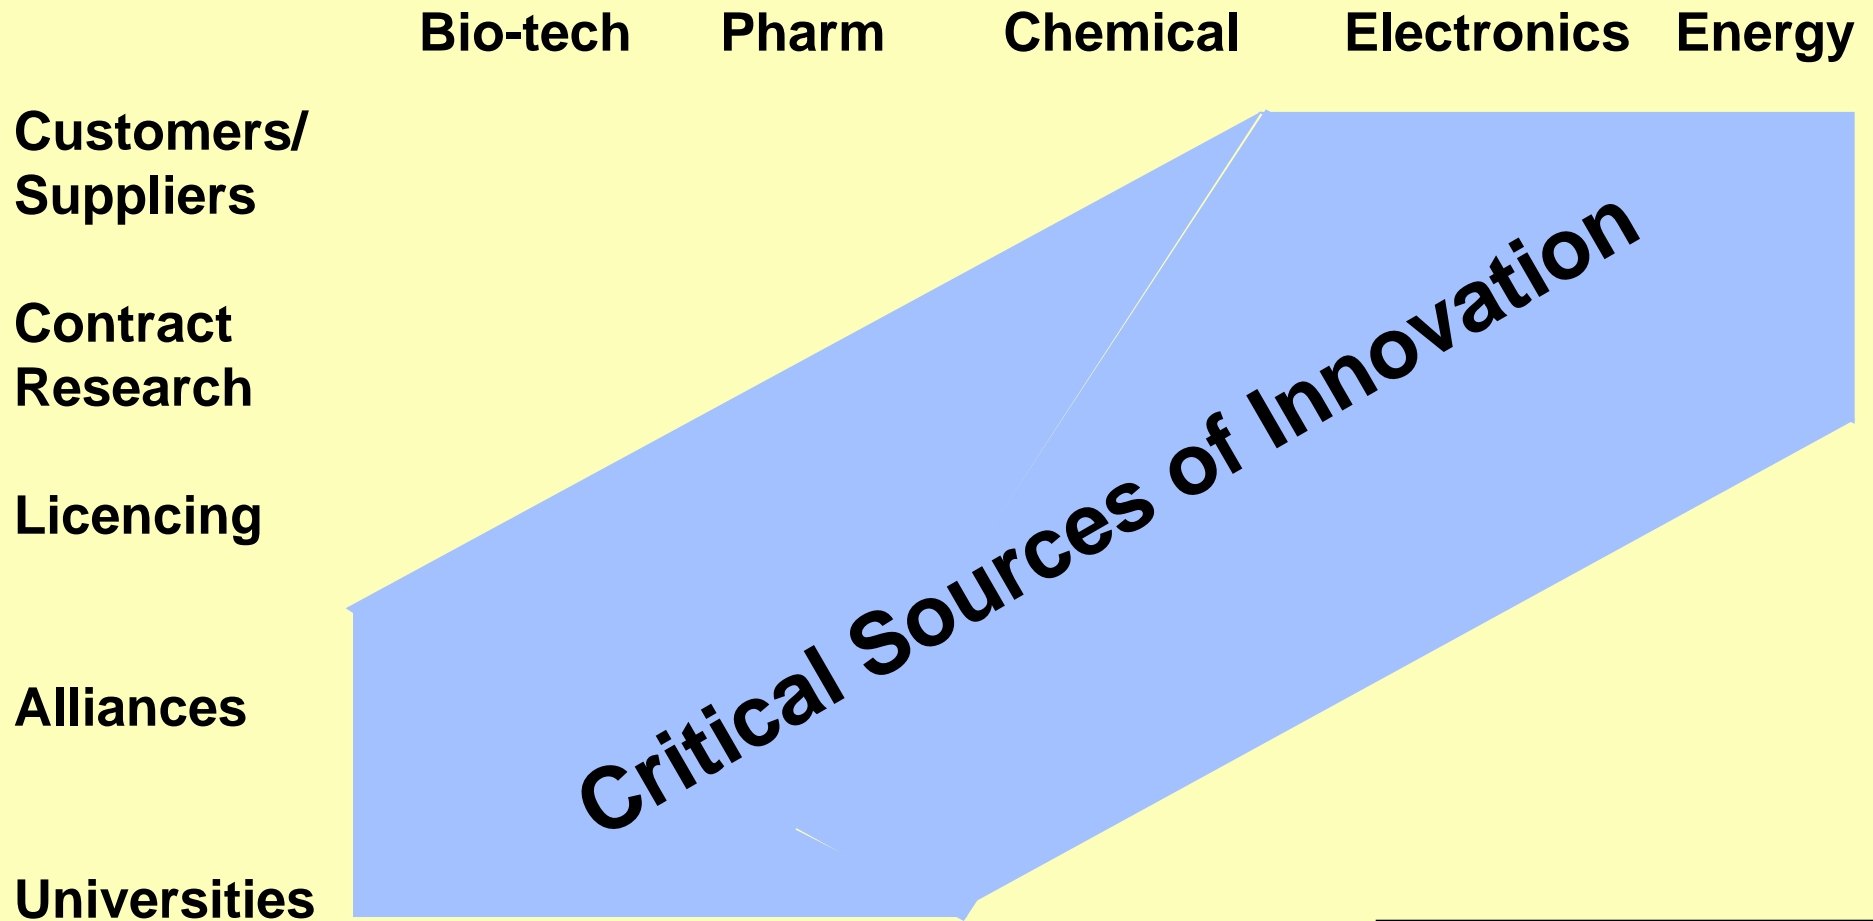 Bio-tech Pharm Chemical Electronics Energy
Customers/
Suppliers
Contract
Research
Licencing
Alliances
Universities
Critical Sources of Innovation